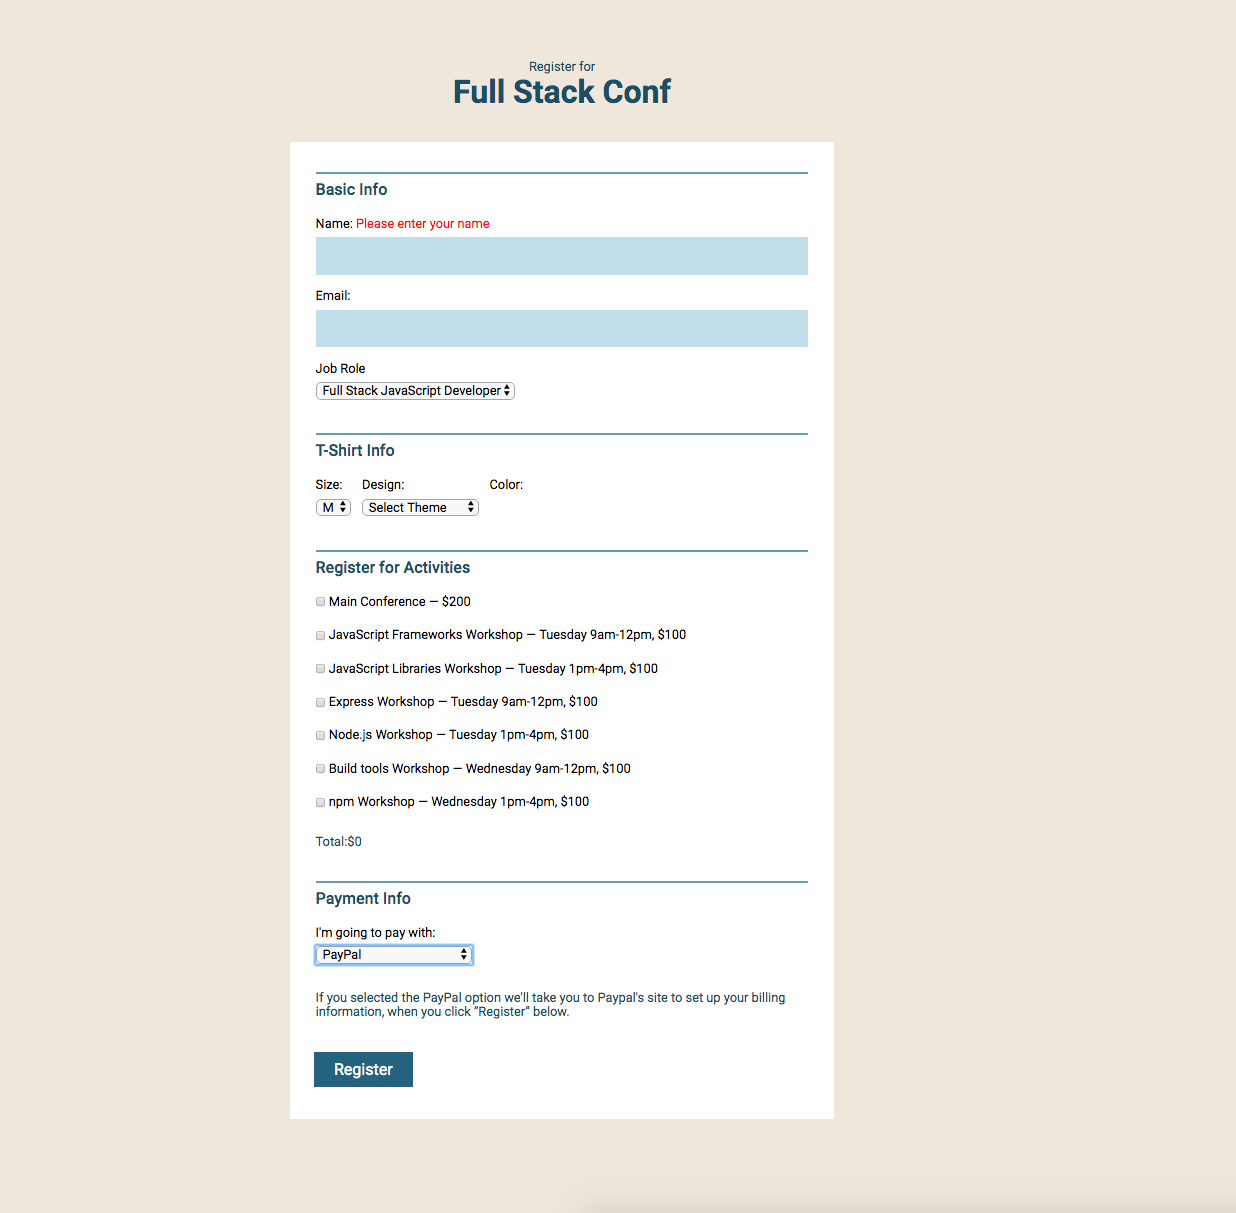 Register for
Full Stack Conf
Basic Info
Name: Please enter your name
Email:
Job Role
Full Stack JavaScript Developer
T-Shirt Info
Size: Design: Color:
M Select Theme
Register for Activities
Main Conference — $200
JavaScript Frameworks Workshop — Tuesday 9am-12pm, $100
JavaScript Libraries Workshop — Tuesday 1pm-4pm, $100
Express Workshop — Tuesday 9am-12pm, $100
Node.js Workshop — Tuesday 1pm-4pm, $100
Build tools Workshop — Wednesday 9am-12pm, $100
npm Workshop — Wednesday 1pm-4pm, $100
Total:$0
Payment Info
I'm going to pay with:
PayPal
If you selected the PayPal option we'll take you to Paypal's site to set up your billing
information, when you click “Register” below.
Register